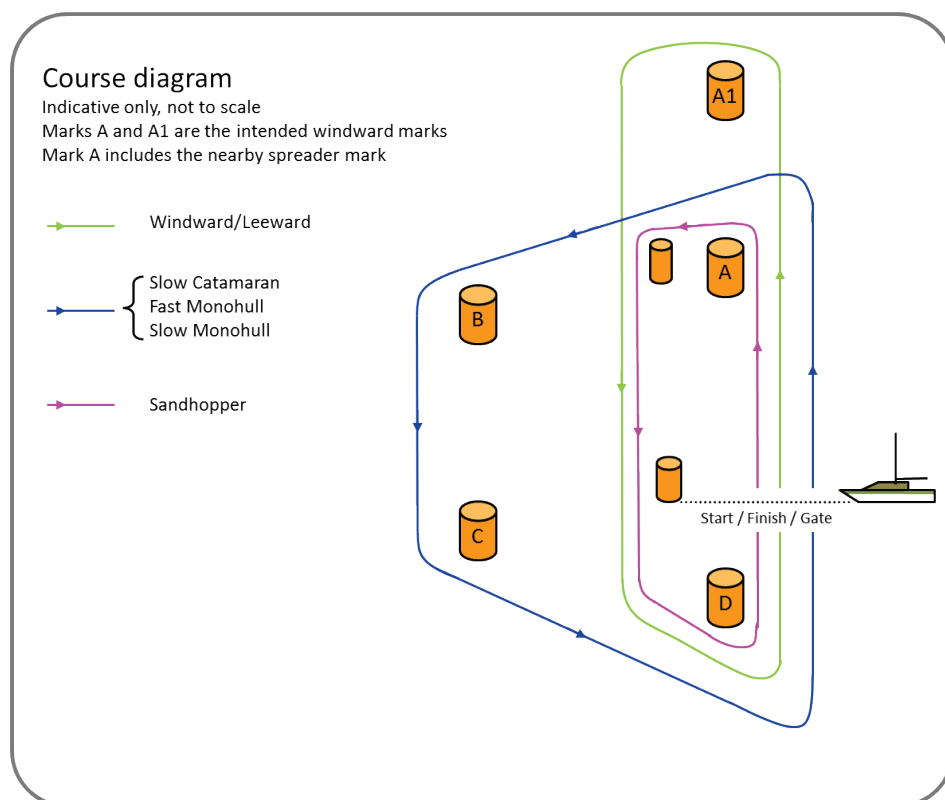 Course diagram
Indicative only, not to scale
Marks A and A1 are the intended windward marks
Mark A includes the nearby spreader mark
Windward/Leeward
Slow Catamaran
Fast Monohull
Slow Monohull
Sandhopper
A1
A
B
C
Start / Finish / Gate
D